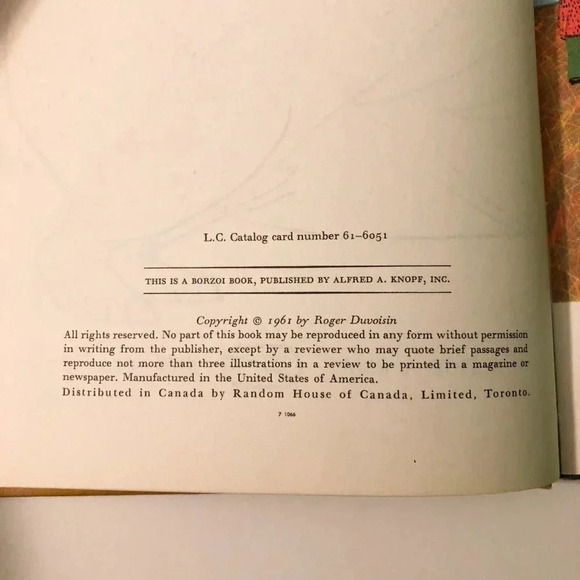 L.C. Catalog card number 61–6051
THIS IS A BORZOI BOOK, PUBLISHED BY ALFRED A. KNOPF, INC.
Copyright © 1961 by Roger Duvoisin
All rights reserved. No part of this book may be reproduced in any form without permission
in writing from the publisher, except by a reviewer who may quote brief passages and
reproduce not more than three illustrations in a review to be printed in a magazine or
newspaper. Manufactured in the United States of America.
Distributed in Canada by Random House of Canada, Limited, Toronto.
7 1066